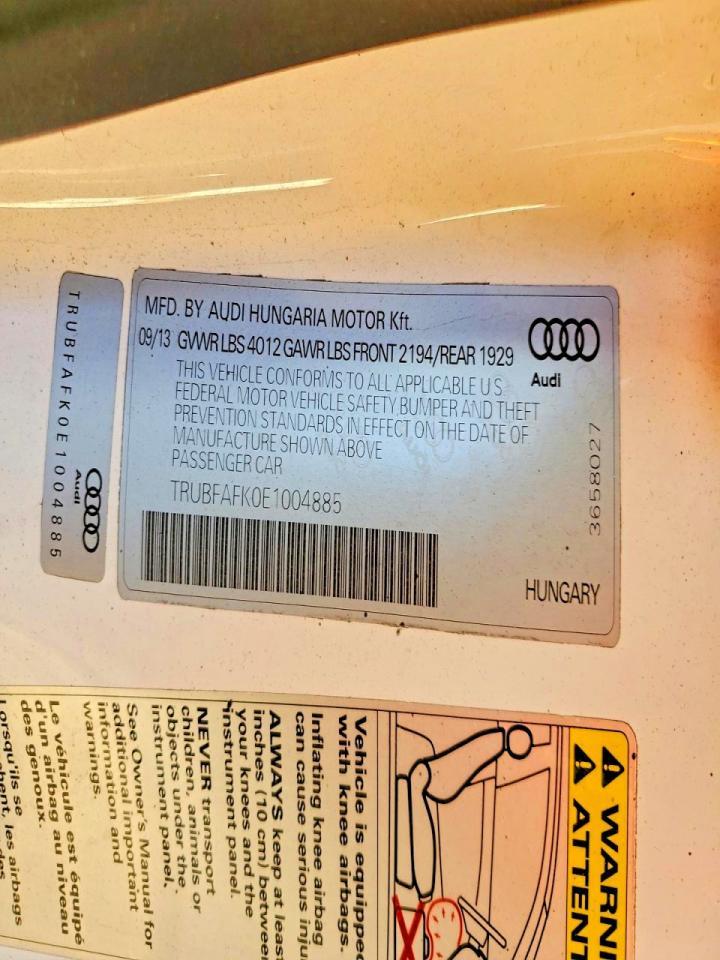 MFD. BY AUDI HUNGARIA MOTOR Kft.
09/13 GVWR LBS 4012 GAWR LBS FRONT 2194/REAR 1929
THIS VEHICLE CONFORMS TO ALL APPLICABLE U S
FEDERAL MOTOR VEHICLE SAFETY,BUMPER AND THEFT
PREVENTION STANDARDS IN EFFECT ON THE DATE OF
MANUFACTURE SHOWN ABOVE
PASSENGER CAR
TRUBFAFK0E1004885
Audi
3658027
HUNGARY
TRUBFAFK0E1004885
Audi
WARNI
ATTENT
Vehicle is equipped
with knee airbags.
Inflating knee airbag
can cause serious inju
ALWAYS keep at least
inches (10 cm) between
your knees and the
instrument panel.
NEVER transport
children, animals or
objects under the
instrument panel.
See Owner's Manual for
additional important
information and
warnings.
Le véhicule est équipé
d'un airbag au niveau
des genoux.
Lorsqu'ils se
les airbags